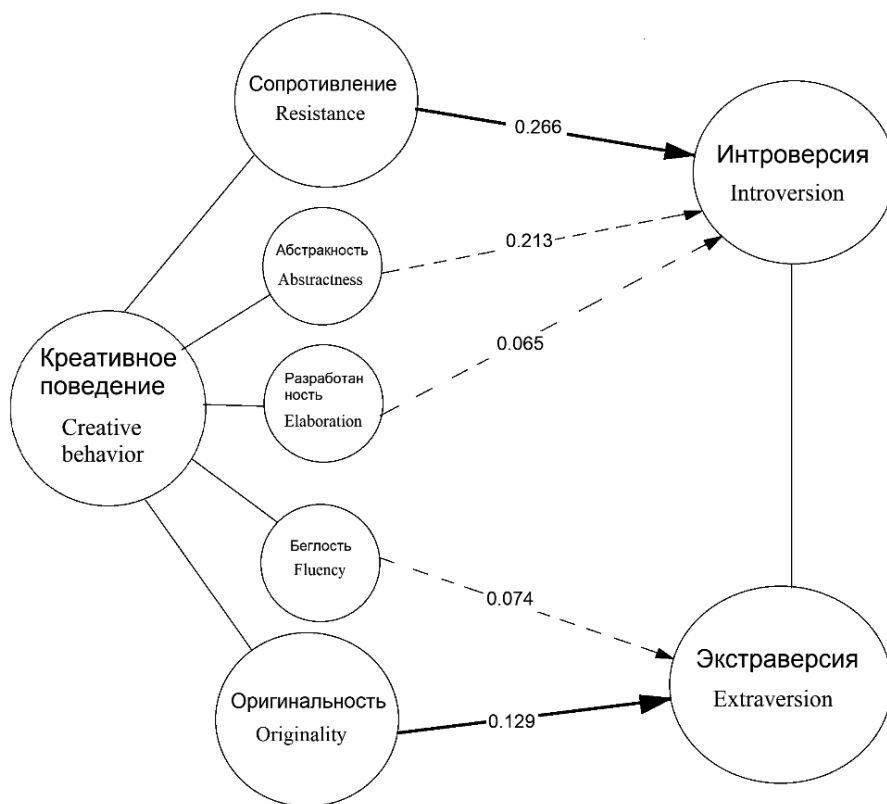 Сопротивление
Resistance
0.266
Интроверсия
Introversion
Абстракность
Abstractness
0.213
Креативное
поведение
Creative
behavior
Разработан
ность
Elaboration
0.065
Беглость
Fluency
0.074
Оригинальность
Originality
0.129
Экстраверсия
Extraversion